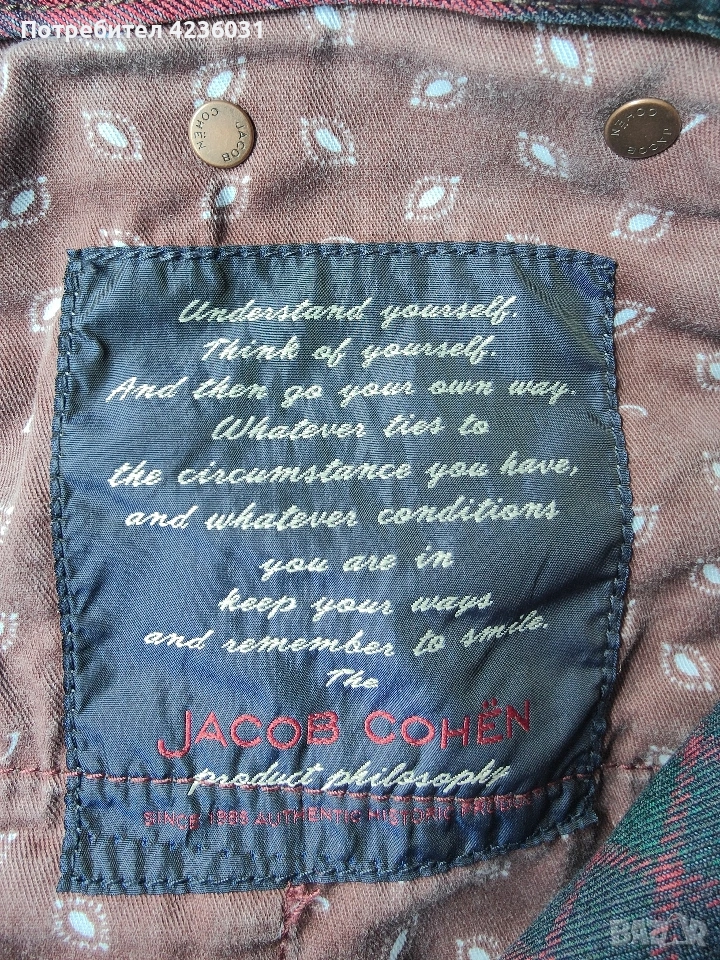 Потребител 4236031
JACOB COHËN
JACOB COHËN
Understand yourself.
Think of yourself.
And then go your own way.
Whatever ties to
the circumstance you have,
and whatever conditions
you are in
keep your ways
and remember to smile.
The
JACOB COHËN
product philosophy
SINCE 1985 AUTHENTIC HISTORIC
BAZAR